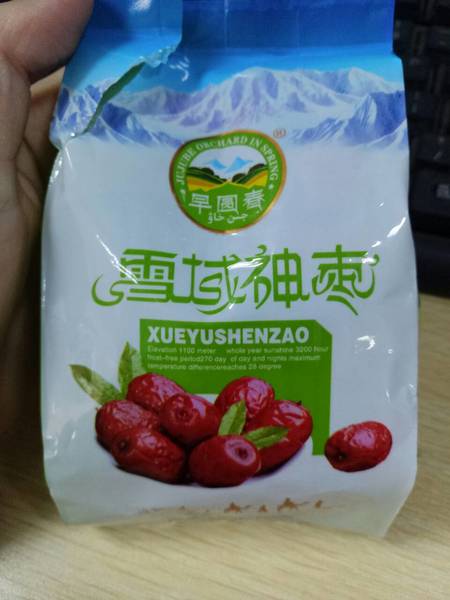 ®
JUJUBE ORCHARD IN SPRING
早圆春
雪域神枣
XUEYUSHENZAO
Elevation 1100 meter whole year sunshine 3200 hour
frost-free period270 day of day and nights maximum
temperature differencereaches 25 degree